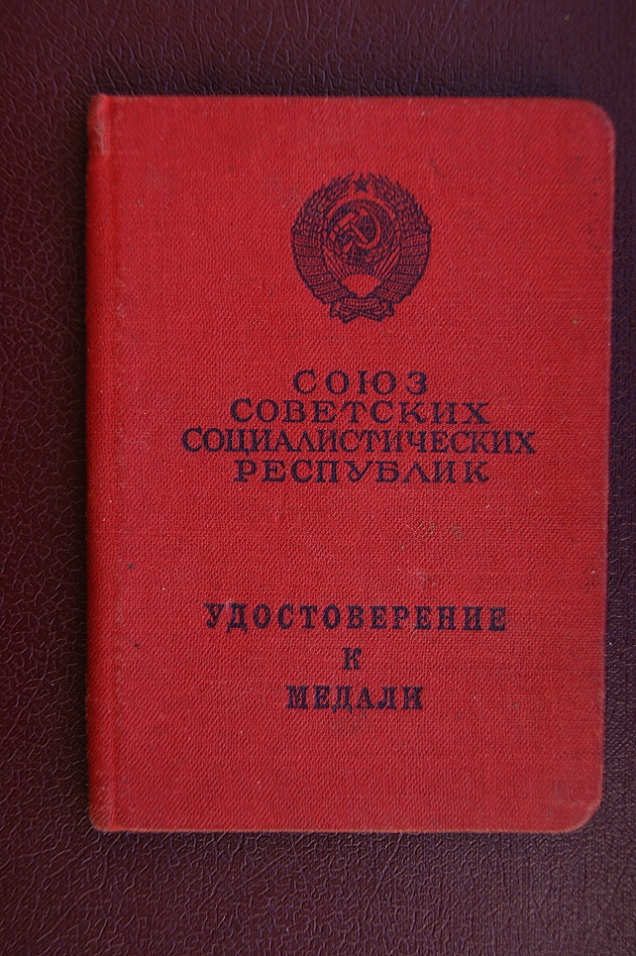 СОЮЗ
СОВЕТСКИХ
СОЦИАЛИСТИЧЕСКИХ
РЕСПУБЛИК
УДОСТОВЕРЕНИЕ
К
МЕДАЛИ